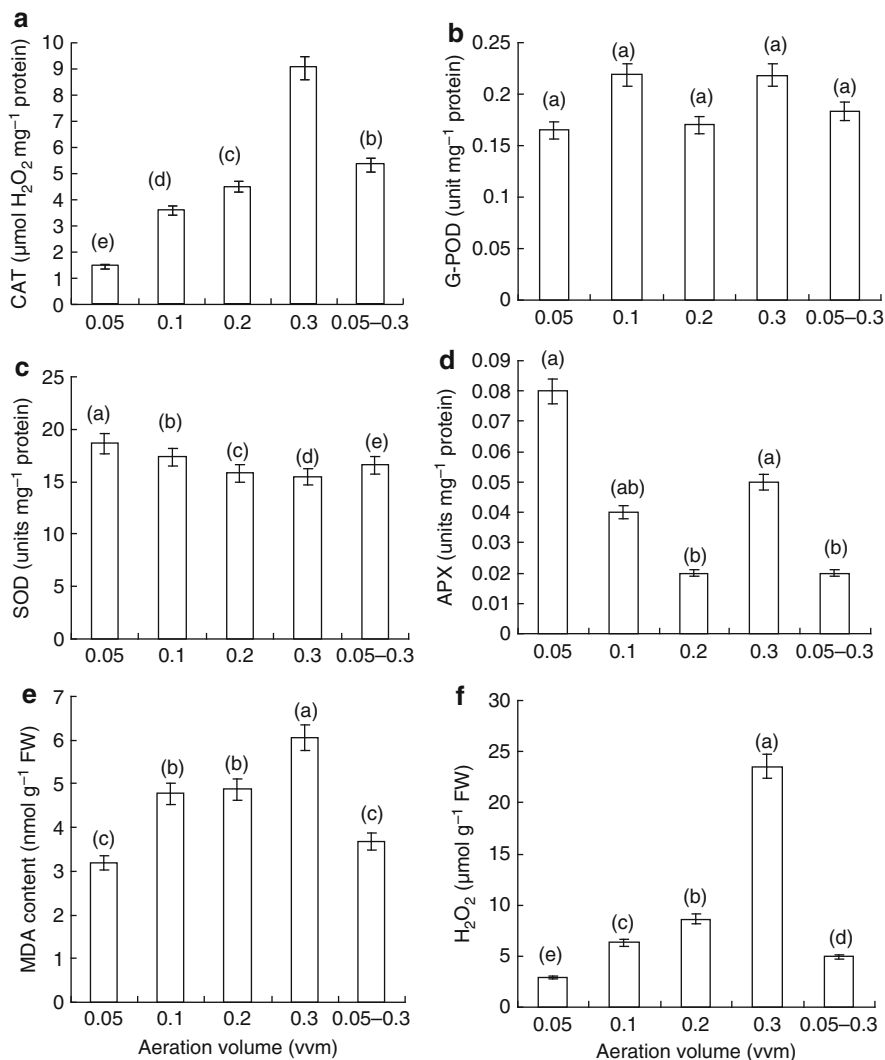 a
CAT (µmol H₂O₂ mg⁻¹ protein)
10
9
8
7
6
5
4
3
2
1
0
(e)
(d)
(c)
(b)
0.05
0.1
0.2
0.3
0.05–0.3
b
G-POD (unit mg⁻¹ protein)
0.25
0.2
0.15
0.1
0.05
0
(a)
(a)
(a)
(a)
(a)
0.05
0.1
0.2
0.3
0.05–0.3
c
SOD (units mg⁻¹ protein)
25
20
15
10
5
0
(a)
(b)
(c)
(d)
(e)
0.05
0.1
0.2
0.3
0.05–0.3
d
APX (units mg⁻¹ protein)
0.09
0.08
0.07
0.06
0.05
0.04
0.03
0.02
0.01
0
(a)
(ab)
(b)
(a)
(b)
0.05
0.1
0.2
0.3
0.05–0.3
e
MDA content (nmol g⁻¹ FW)
7
6
5
4
3
2
1
0
(c)
(b)
(b)
(a)
(c)
0.05
0.1
0.2
0.3
0.05–0.3
Aeration volume (vvm)
f
H₂O₂ (µmol g⁻¹ FW)
30
25
20
15
10
5
0
(e)
(c)
(b)
(a)
(d)
0.05
0.1
0.2
0.3
0.05–0.3
Aeration volume (vvm)